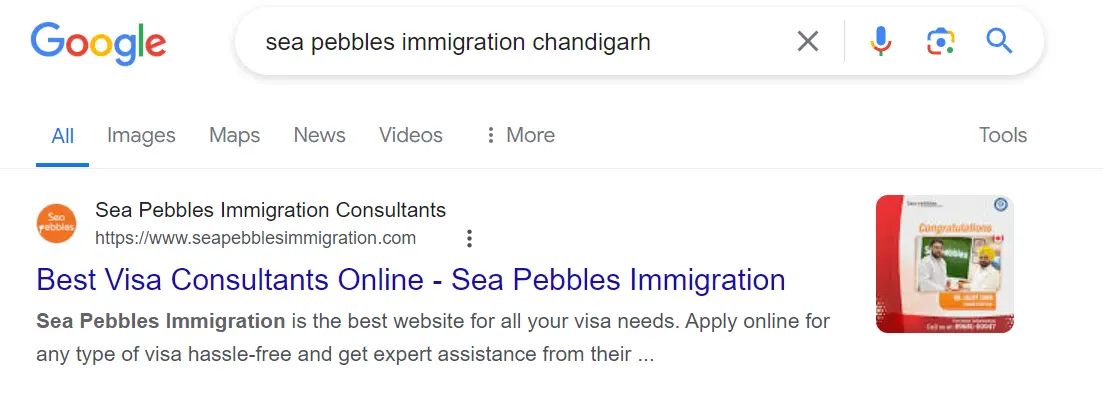 Google
sea pebbles immigration chandigarh
All Images Maps News Videos More Tools
Sea Pebbles Immigration Consultants
https://www.seapebblesimmigration.com
Best Visa Consultants Online - Sea Pebbles Immigration
Sea Pebbles Immigration is the best website for all your visa needs. Apply online for
any type of visa hassle-free and get expert assistance from their ...
Sea
Pebbles
Congratulations